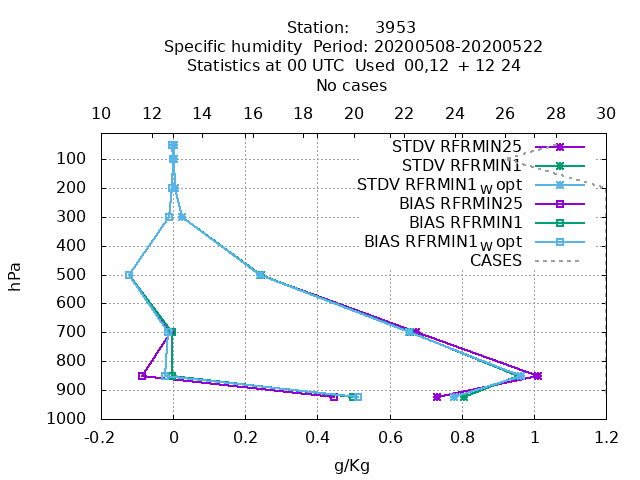 Station: 3953
Specific humidity Period: 20200508-20200522
Statistics at 00 UTC Used 00,12 + 12 24
No cases
10 12 14 16 18 20 22 24 26 28 30
STDV RFRMIN25
STDV RFRMIN1
STDV RFRMIN1w opt
BIAS RFRMIN25
BIAS RFRMIN1
BIAS RFRMIN1w opt
CASES
100
200
300
400
500
600
700
800
900
1000
hPa
-0.2 0 0.2 0.4 0.6 0.8 1 1.2
g/Kg